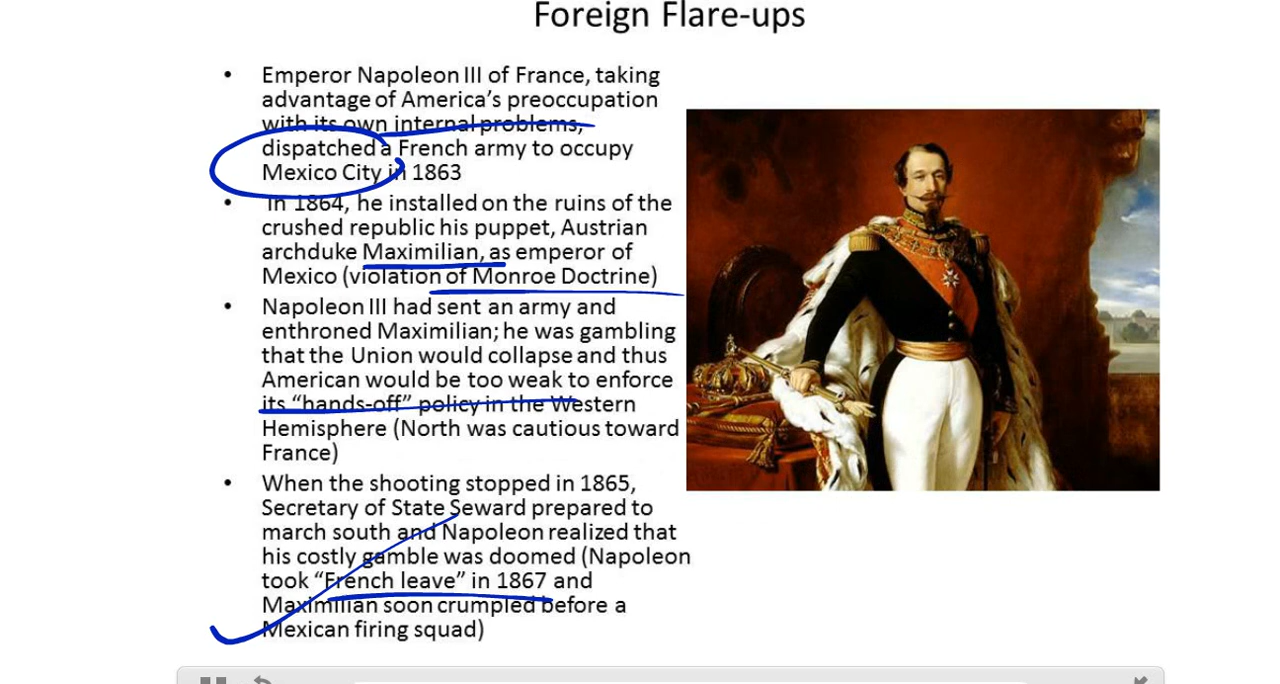 Foreign Flare-ups
• Emperor Napoleon III of France, taking
advantage of America’s preoccupation
with its own internal problems,
dispatched a French army to occupy
Mexico City in 1863
• In 1864, he installed on the ruins of the
crushed republic his puppet, Austrian
archduke Maximilian, as emperor of
Mexico (violation of Monroe Doctrine)
• Napoleon III had sent an army and
enthroned Maximilian; he was gambling
that the Union would collapse and thus
American would be too weak to enforce
its “hands-off” policy in the Western
Hemisphere (North was cautious toward
France)
• When the shooting stopped in 1865,
Secretary of State Seward prepared to
march south and Napoleon realized that
his costly gamble was doomed (Napoleon
took “French leave” in 1867 and
Maximilian soon crumpled before a
Mexican firing squad)